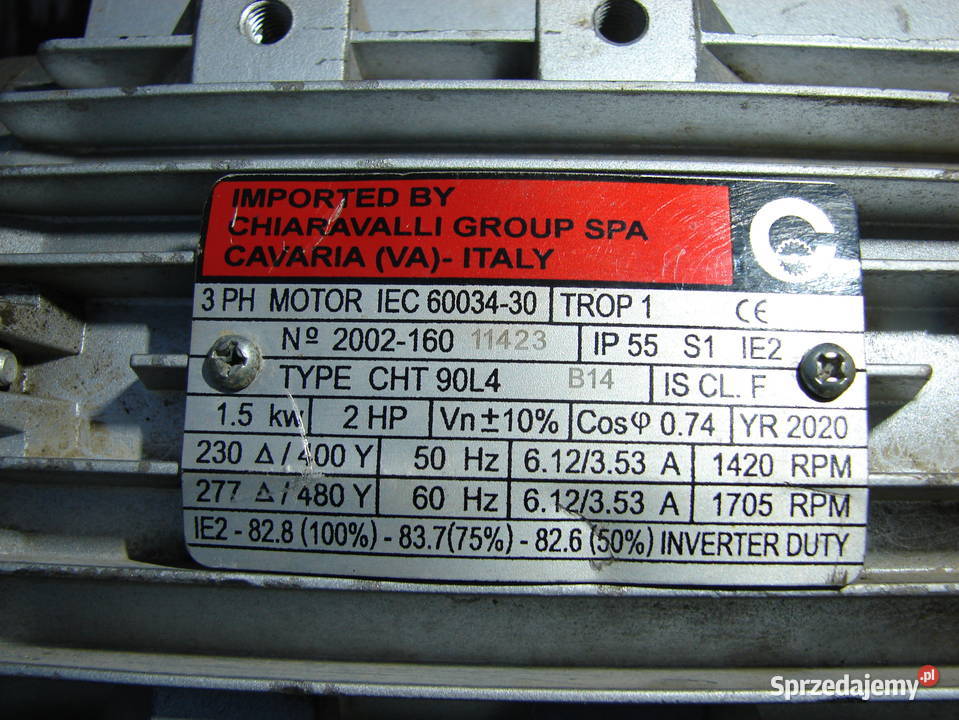 IMPORTED BY
CHIARAVALLI GROUP SPA
CAVARIA (VA)- ITALY
3 PH MOTOR IEC 60034-30 TROP 1 CE
Nº 2002-160 11423 IP 55 S1 IE2
TYPE CHT 90L4 B14 IS CL. F
1.5 kw 2 HP Vn ± 10% Cosφ 0.74 YR 2020
230 Δ / 400 Y 50 Hz 6.12/3.53 A 1420 RPM
277 Δ / 480 Y 60 Hz 6.12/3.53 A 1705 RPM
IE2 - 82.8 (100%) - 83.7(75%) - 82.6 (50%) INVERTER DUTY
Sprzedajemy.pl